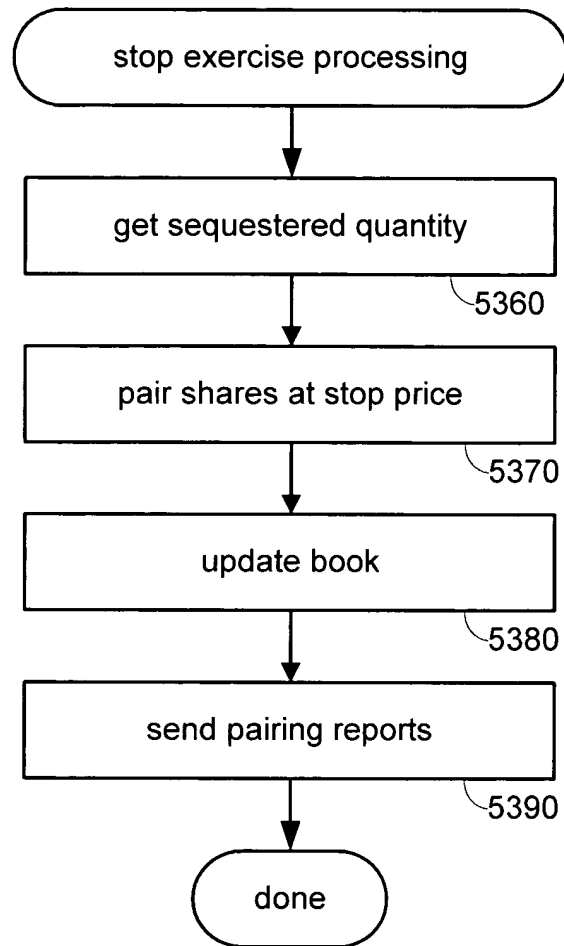 stop exercise processing
get sequestered quantity
5360
pair shares at stop price
5370
update book
5380
send pairing reports
5390
done